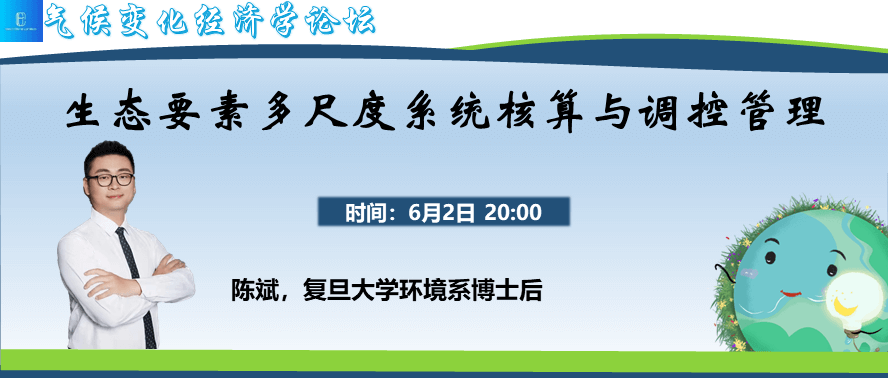 气候变化经济学论坛
生态要素多尺度系统核算与调控管理
时间：6月2日 20:00
陈斌，复旦大学环境系博士后